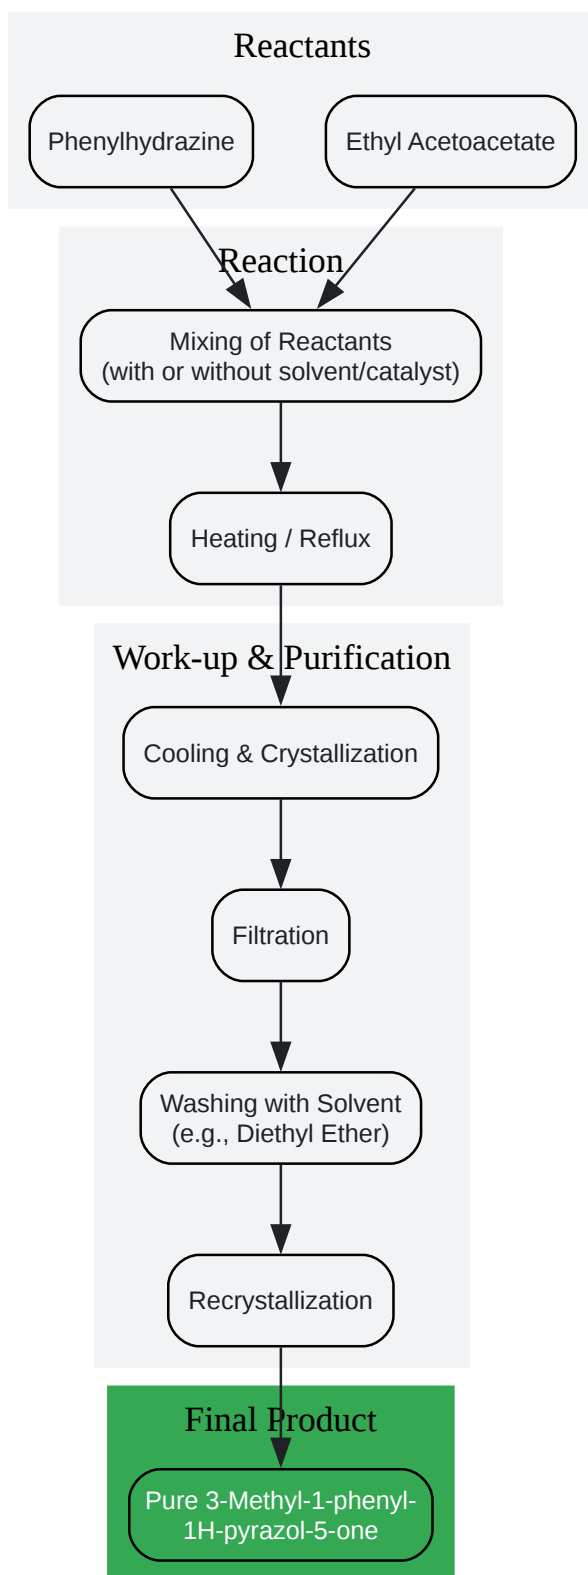 Reactants
Phenylhydrazine
Ethyl Acetoacetate
Reaction
Mixing of Reactants
(with or without solvent/catalyst)
Heating / Reflux
Work-up & Purification
Cooling & Crystallization
Filtration
Washing with Solvent
(e.g., Diethyl Ether)
Recrystallization
Final Product
Pure 3-Methyl-1-phenyl-
1H-pyrazol-5-one